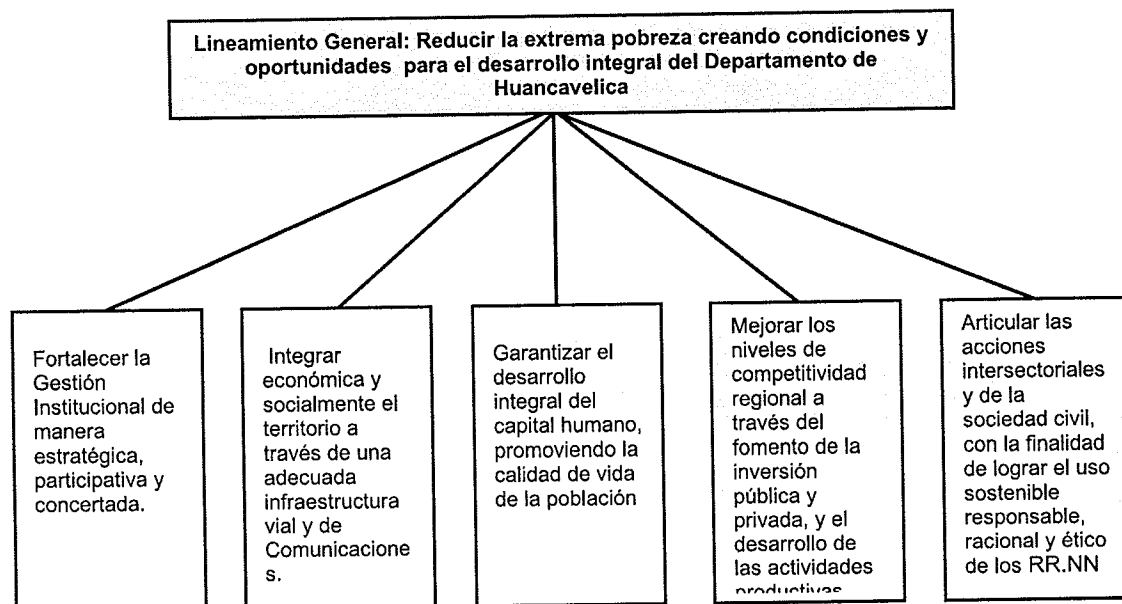 Lineamiento General: Reducir la extrema pobreza creando condiciones y
oportunidades para el desarrollo integral del Departamento de
Huancavelica
Fortalecer la
Gestión
Institucional de
manera
estratégica,
participativa y
concertada.
Integrar
económica y
socialmente el
territorio a
través de una
adecuada
infraestructura
vial y de
Comunicacione
s.
Garantizar el
desarrollo
integral del
capital humano,
promoviendo la
calidad de vida
de la población
Mejorar los
niveles de
competitividad
regional a
través del
fomento de la
inversión
pública y
privada, y el
desarrollo de
las actividades
productivas
Articular las
acciones
intersectoriales
y de la
sociedad civil,
con la finalidad
de lograr el uso
sostenible
responsable,
racional y ético
de los RR.NN